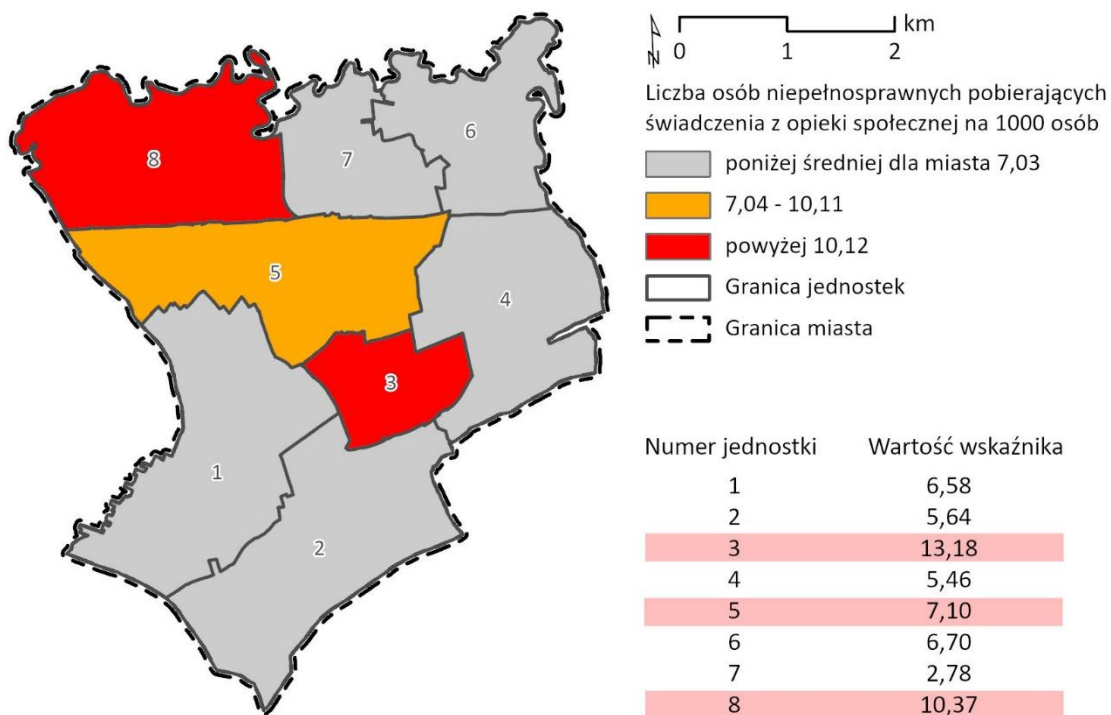 km
0 1 2
Liczba osób niepełnosprawnych pobierających
świadczenia z opieki społecznej na 1000 osób
poniżej średniej dla miasta 7,03
7,04 - 10,11
powyżej 10,12
Granica jednostek
Granica miasta
8
7
6
5
4
3
1
2
Numer jednostki Wartość wskaźnika
1 6,58
2 5,64
3 13,18
4 5,46
5 7,10
6 6,70
7 2,78
8 10,37